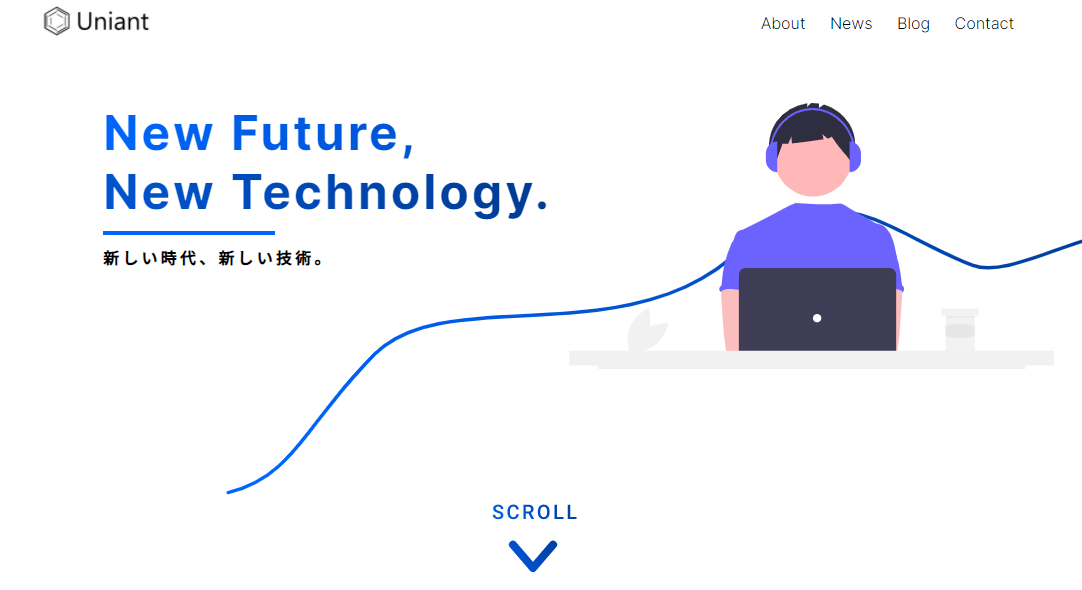 Uniant
About News Blog Contact
New Future,
New Technology.
新しい時代、新しい技術。
SCROLL